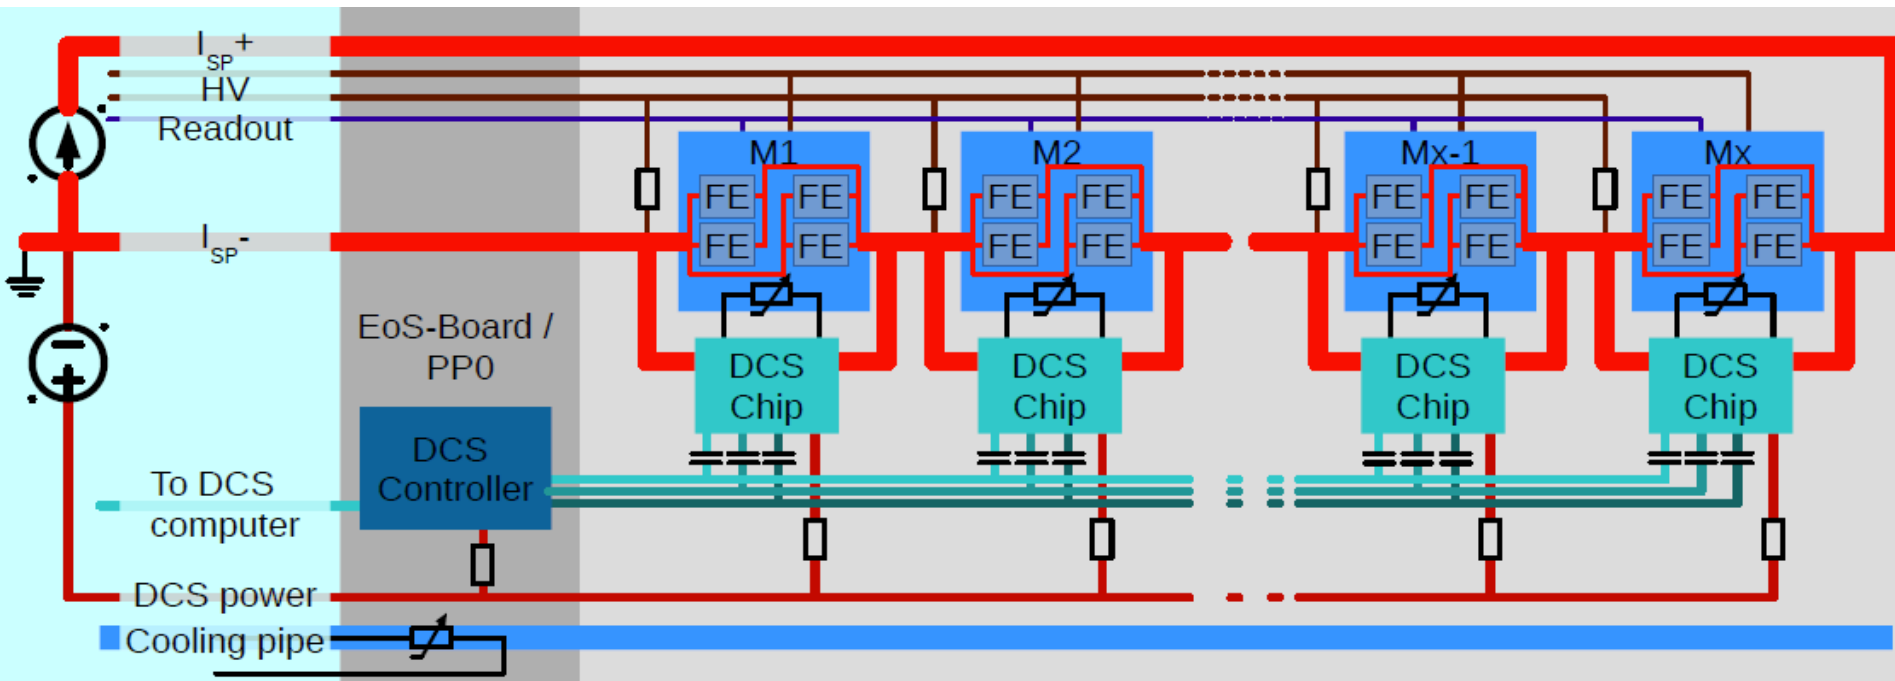 I_SP+
HV
Readout
I_SP-
M1
M2
Mx-1
Mx
FE FE
FE FE
FE FE
FE FE
FE FE
FE FE
FE FE
FE FE
EoS-Board /
PP0
DCS
Chip
DCS
Chip
DCS
Chip
DCS
Chip
DCS
Controller
To DCS
computer
DCS power
Cooling pipe